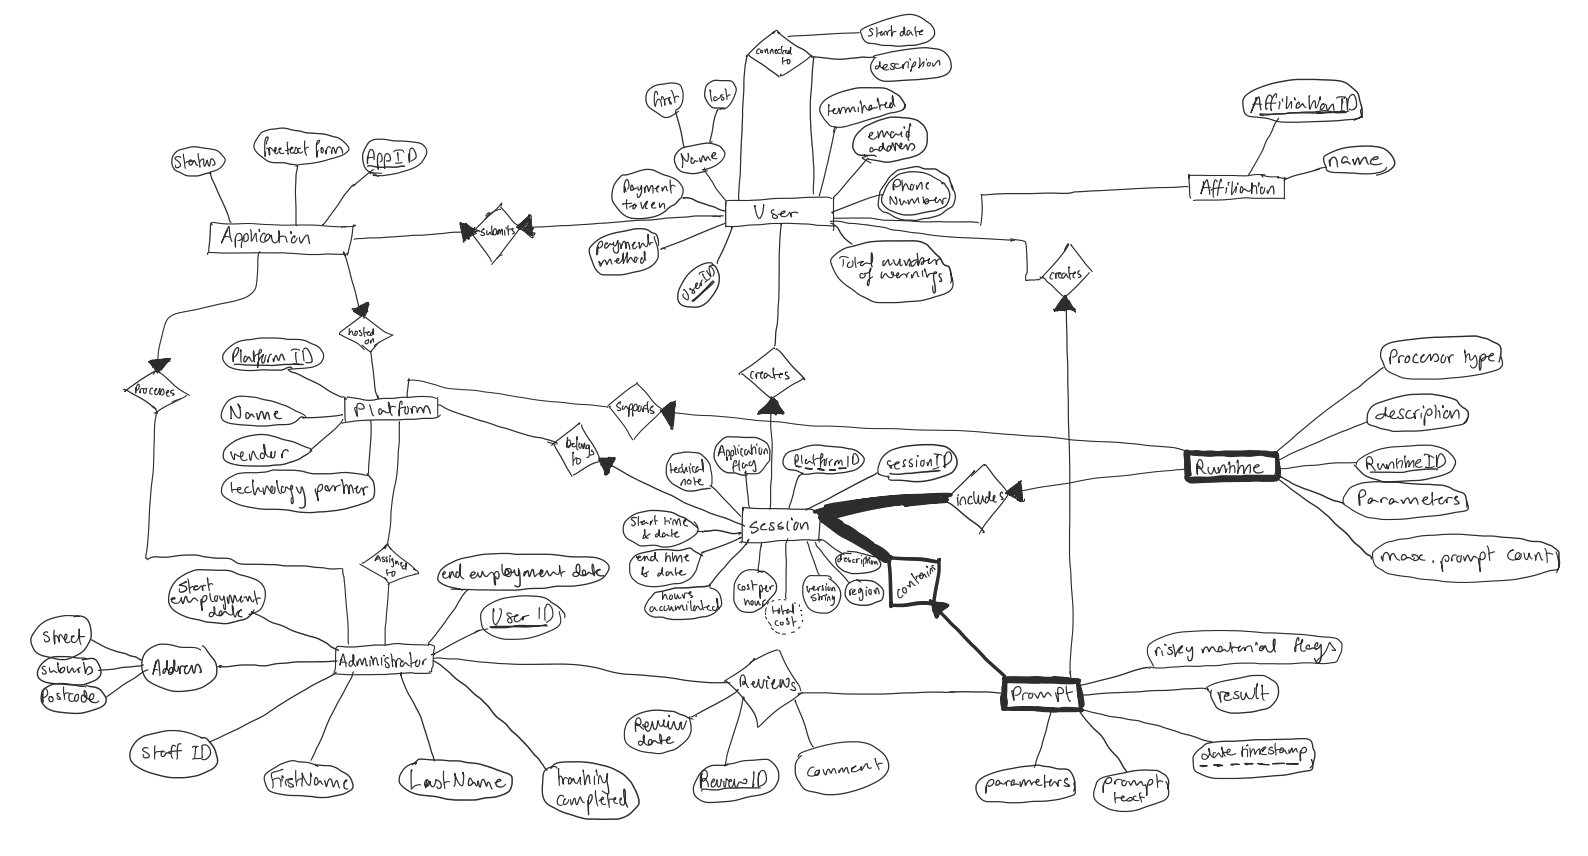 connected
to
Start date
description
first
last
Name
terminated
email
address
Phone
Number
Payment
token
payment
method
User
UserID
Total number
of warnings
AffiliationID
name
Affiliation
Status
freetext form
AppID
Application
submits
creates
hosted
on
Processes
Platform ID
Name
vendor
technology partner
Platform
supports
belongs
to
creates
Processor type
description
RuntimeID
Parameters
max. prompt count
Runtime
includes
technical
note
Application
flag
PlatformID
sessionID
Session
Start time
& date
end time
& date
hours
accumilated
cost per
hour
total
cost
version
string
region
description
contains
Assigned
to
Start
employment
date
end employment date
User ID
Street
suburb
Postcode
Address
Administrator
Staff ID
FirstName
LastName
Training
completed
Reviews
Review
date
ReviewID
comment
Prompt
risky material flags
result
date timestamp
parameters
Prompt
text